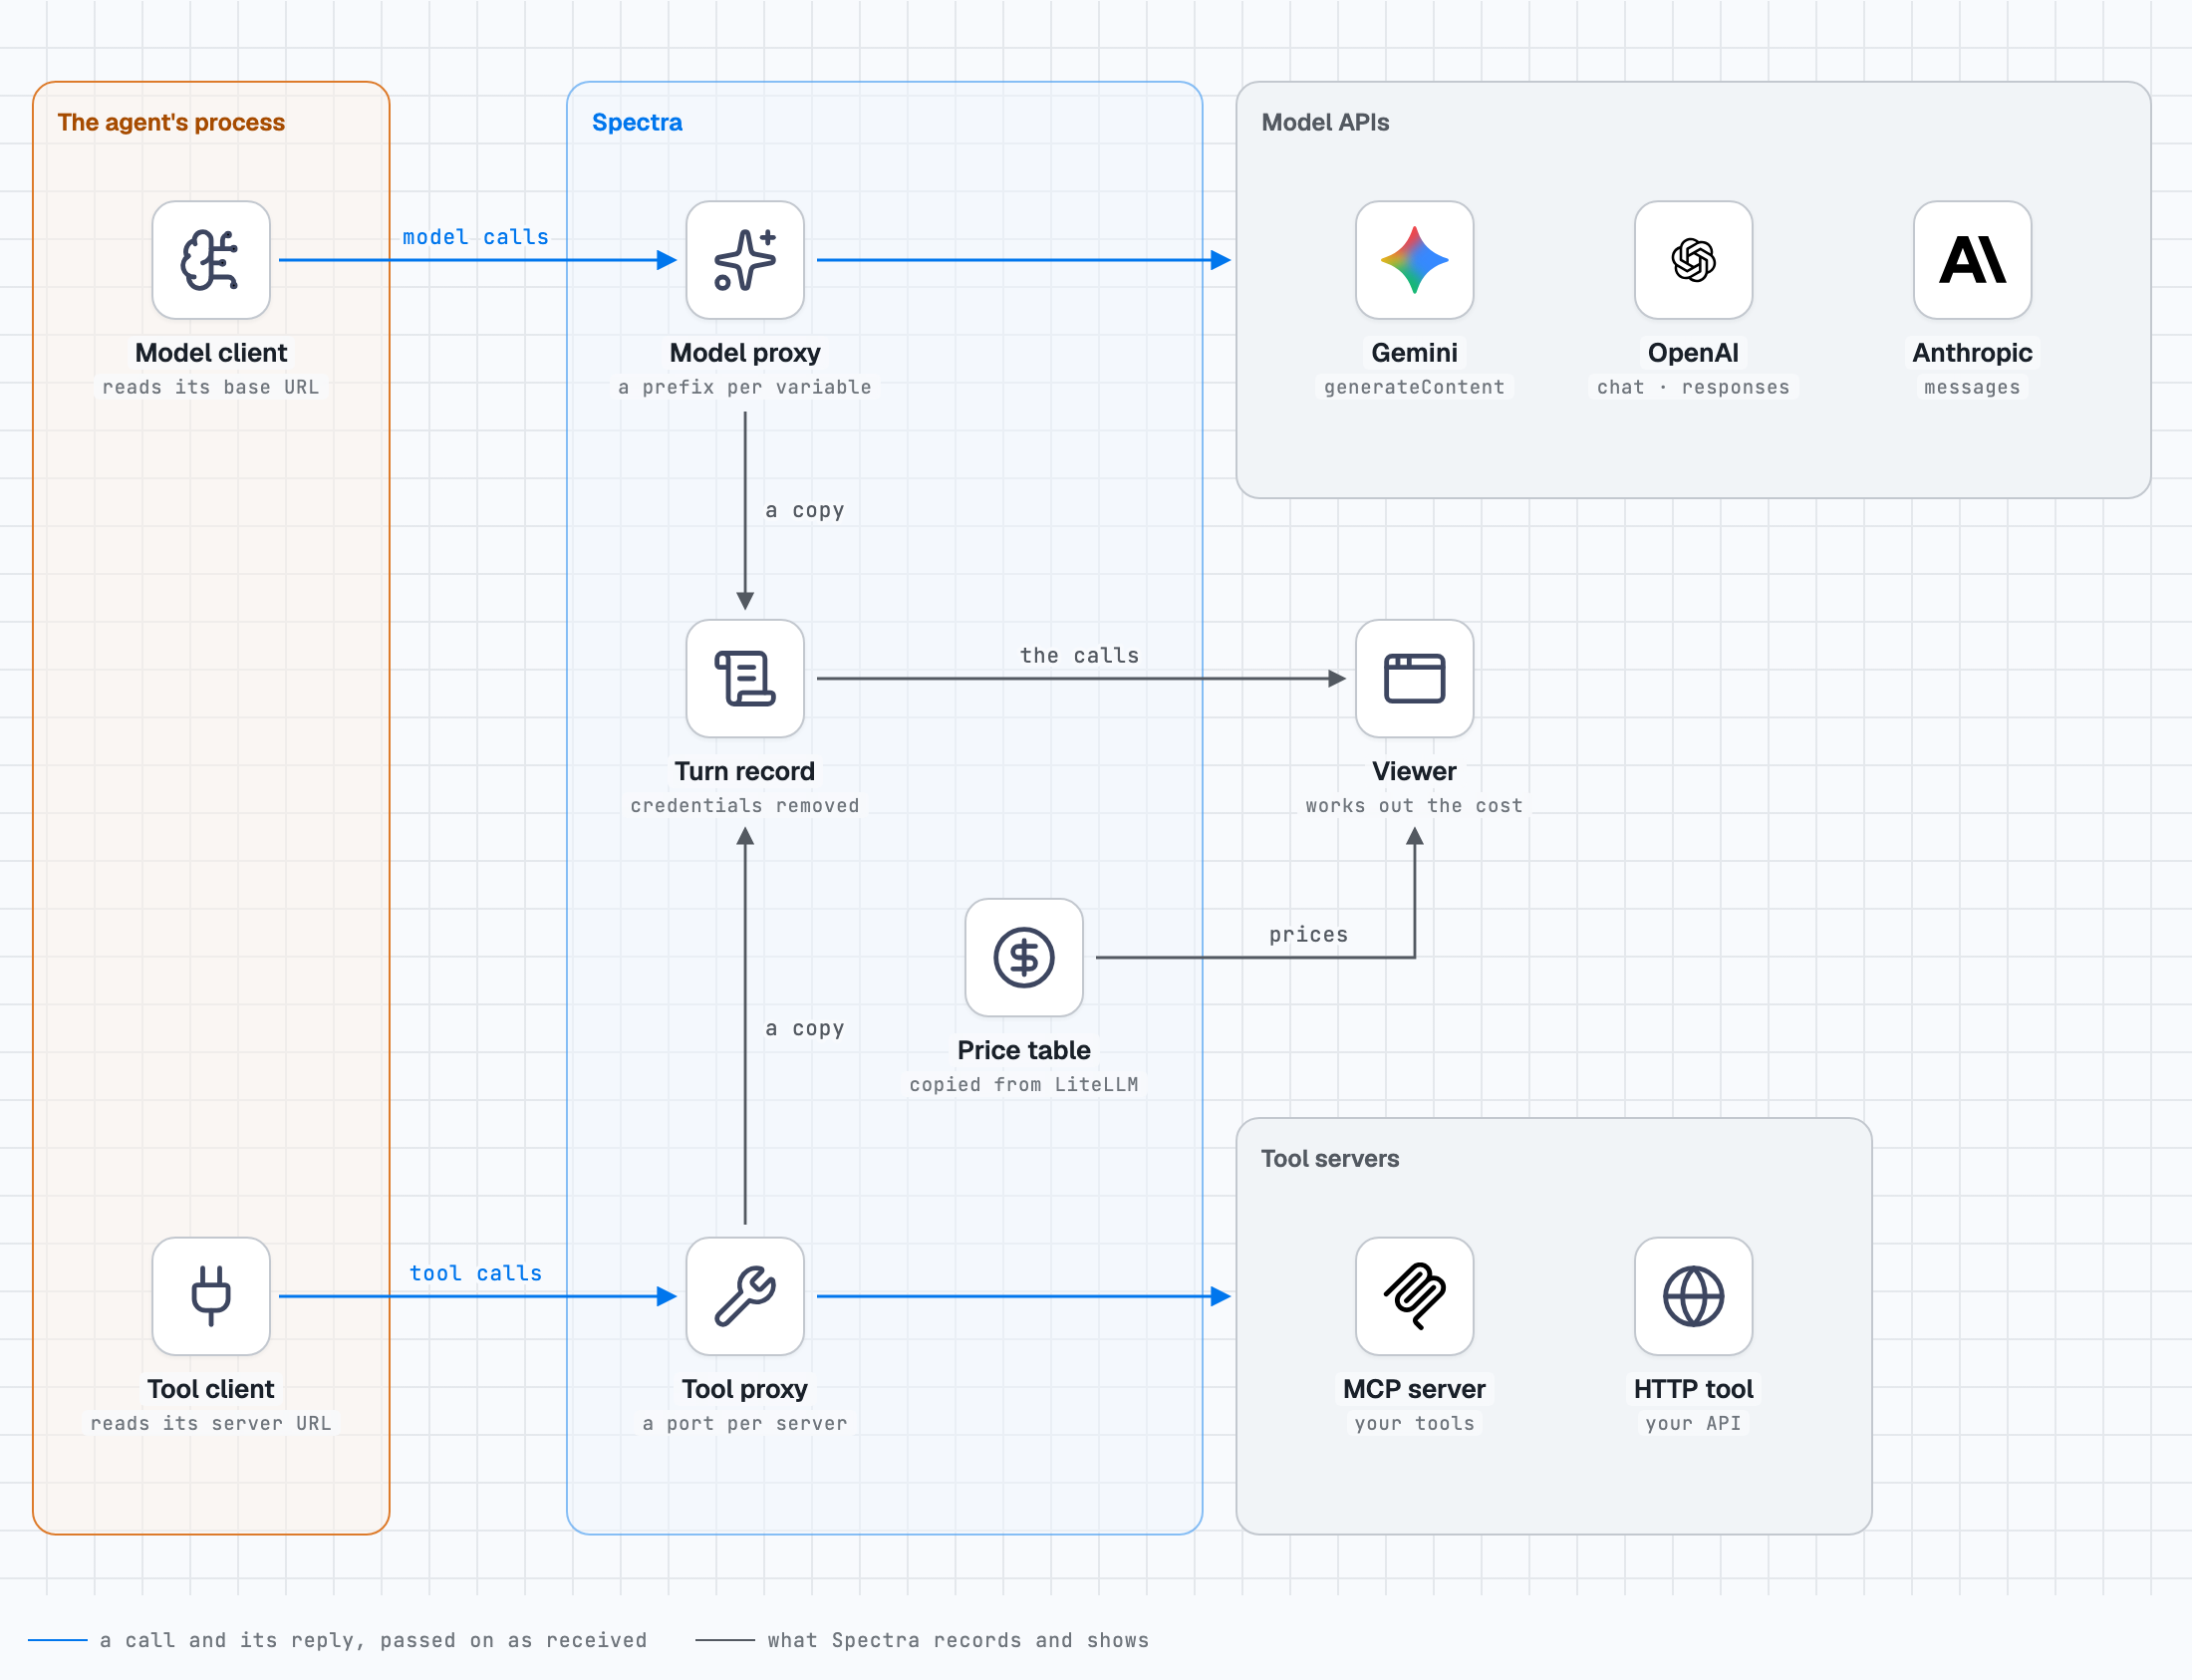 The agent's process
Spectra
Model APIs
model calls
Model client
reads its base URL
Model proxy
a prefix per variable
Gemini
generateContent
OpenAI
chat · responses
Anthropic
messages
a copy
the calls
Turn record
credentials removed
Viewer
works out the cost
prices
a copy
Price table
copied from LiteLLM
Tool servers
tool calls
Tool client
reads its server URL
Tool proxy
a port per server
MCP server
your tools
HTTP tool
your API
a call and its reply, passed on as received
what Spectra records and shows